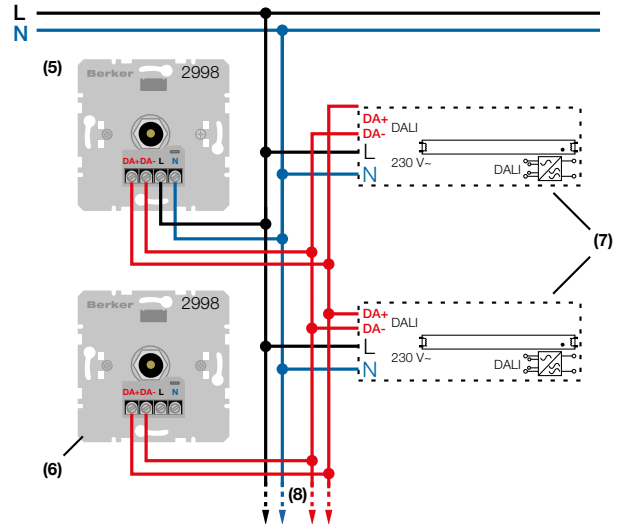 L
N
(5)
Berker 2998
DA+ DA- L N
DA+
DA- DALI
L
230 V~
DALI
N
(7)
Berker 2998
DA+ DA- L N
DA+
DA- DALI
L
230 V~
DALI
N
(6)
(8)